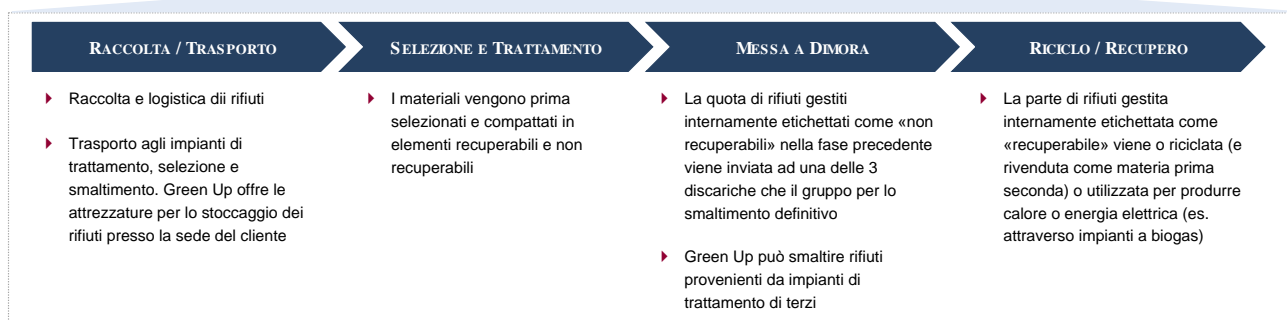 RACCOLTA / TRASPORTO
Raccolta e logistica dii rifiuti
Trasporto agli impianti di
trattamento, selezione e
smaltimento. Green Up offre le
attrezzature per lo stoccaggio dei
rifiuti presso la sede del cliente
SELEZIONE E TRATTAMENTO
I materiali vengono prima
selezionati e compattati in
elementi recuperabili e non
recuperabili
MESSA A DIMORA
La quota di rifiuti gestiti
internamente etichettati come «non
recuperabili» nella fase precedente
viene inviata ad una delle 3
discariche che il gruppo per lo
smaltimento definitivo
Green Up può smaltire rifiuti
provenienti da impianti di
trattamento di terzi
RICICLO / RECUPERO
La parte di rifiuti gestita
internamente etichettata come
«recuperabile» viene o riciclata (e
rivenduta come materia prima
seconda) o utilizzata per produrre
calore o energia elettrica (es.
attraverso impianti a biogas)